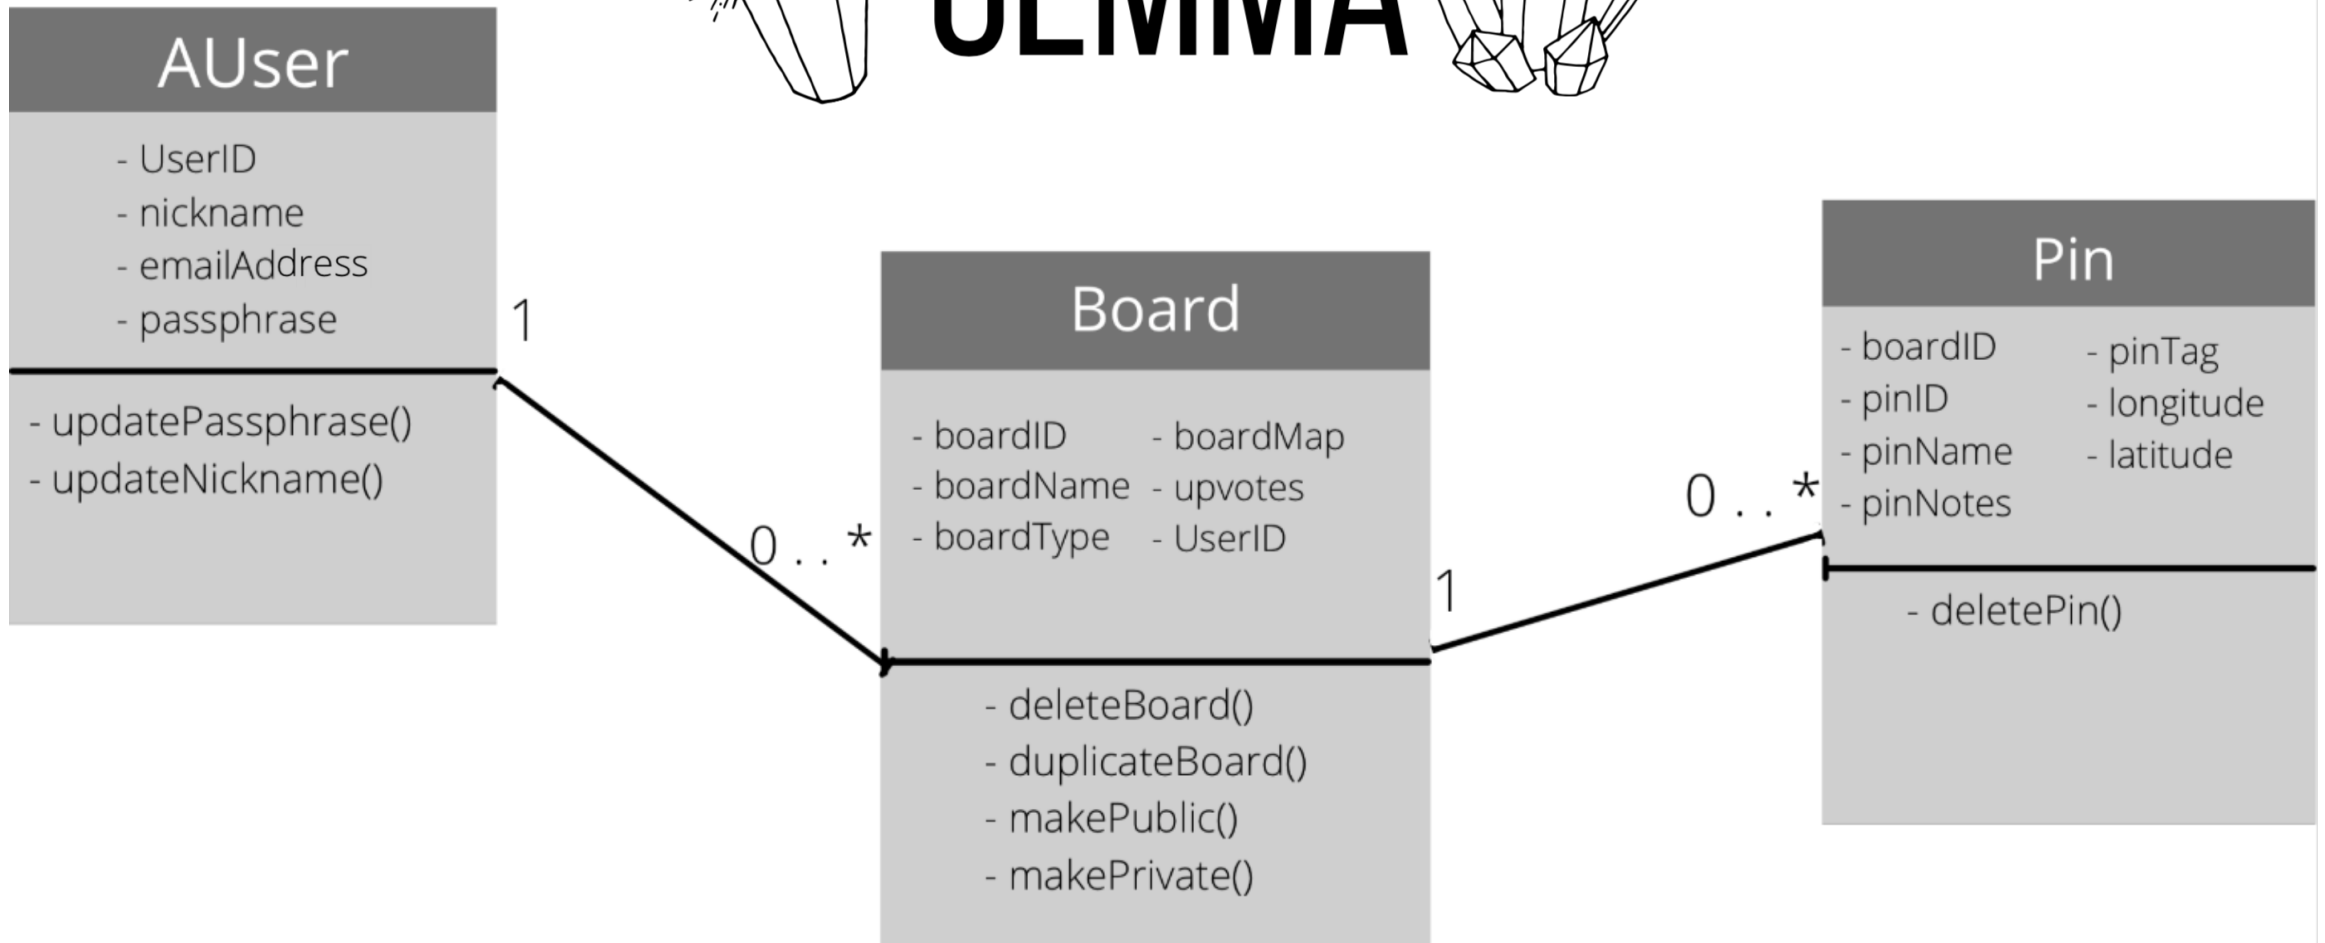 AUser
- UserID
- nickname
- emailAddress
- passphrase
- updatePassphrase()
- updateNickname()
1
0 . . *
Board
- boardID
- boardName
- boardType
- boardMap
- upvotes
- UserID
- deleteBoard()
- duplicateBoard()
- makePublic()
- makePrivate()
1
0 . . *
Pin
- boardID
- pinID
- pinName
- pinNotes
- pinTag
- longitude
- latitude
- deletePin()